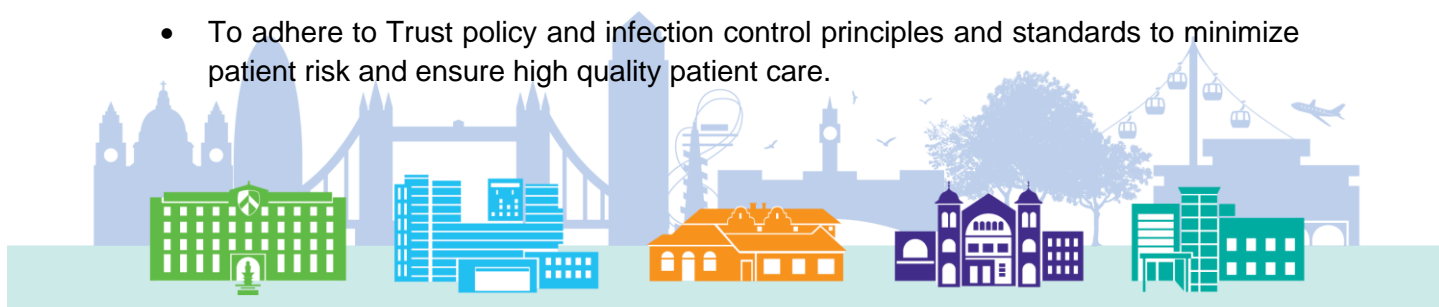 • To adhere to Trust policy and infection control principles and standards to minimize
patient risk and ensure high quality patient care.